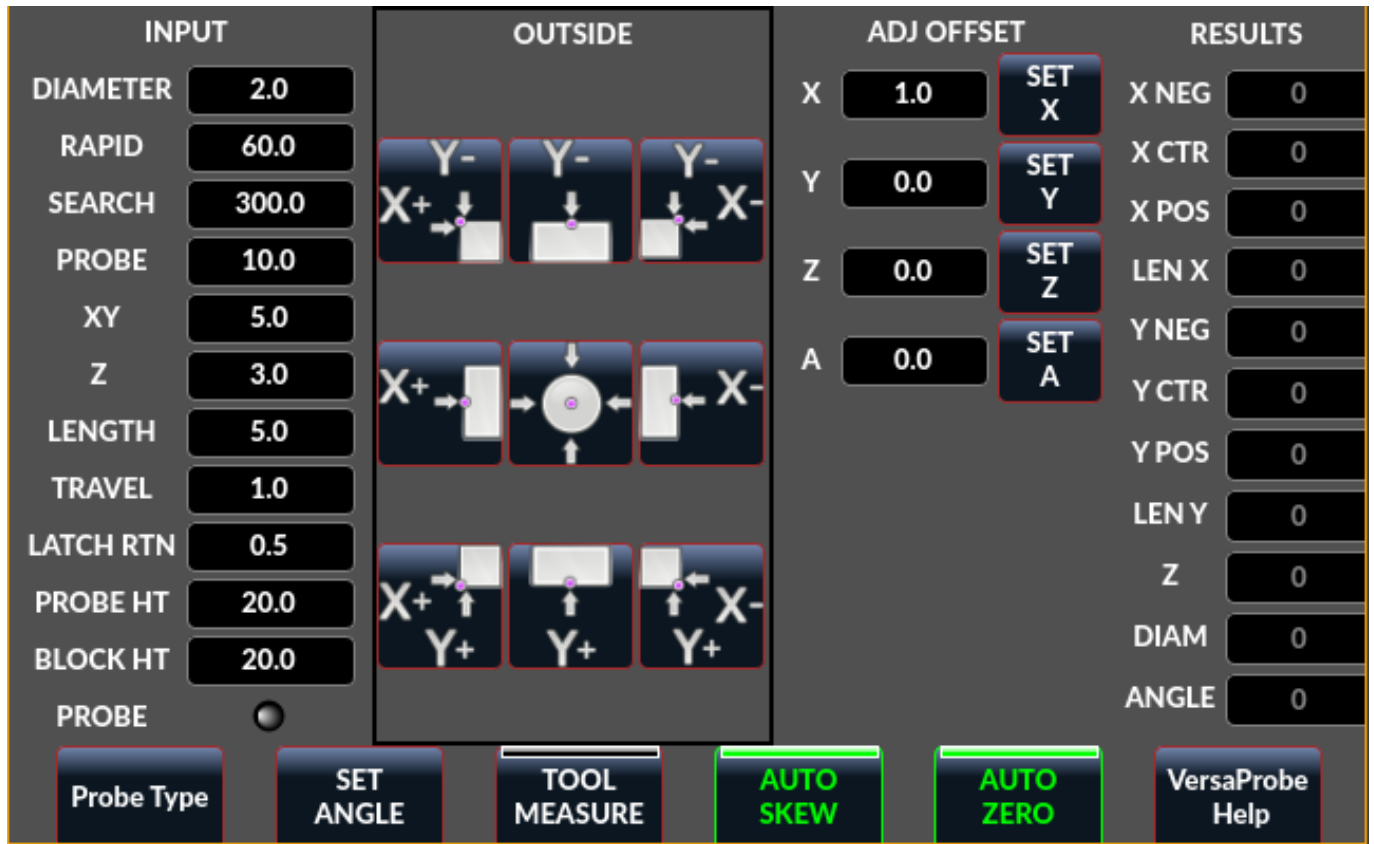 INPUT
DIAMETER 2.0
RAPID 60.0
SEARCH 300.0
PROBE 10.0
XY 5.0
Z 3.0
LENGTH 5.0
TRAVEL 1.0
LATCH RTN 0.5
PROBE HT 20.0
BLOCK HT 20.0
PROBE
OUTSIDE
Y- Y- Y-
X+ X-
X+ X-
X+ X-
Y+ Y+ Y+
ADJ OFFSET
X 1.0 SET
X
Y 0.0 SET
Y
Z 0.0 SET
Z
A 0.0 SET
A
RESULTS
X NEG 0
X CTR 0
X POS 0
LEN X 0
Y NEG 0
Y CTR 0
Y POS 0
LEN Y 0
Z 0
DIAM 0
ANGLE 0
Probe Type
SET
ANGLE
TOOL
MEASURE
AUTO
SKEW
AUTO
ZERO
VersaProbe
Help